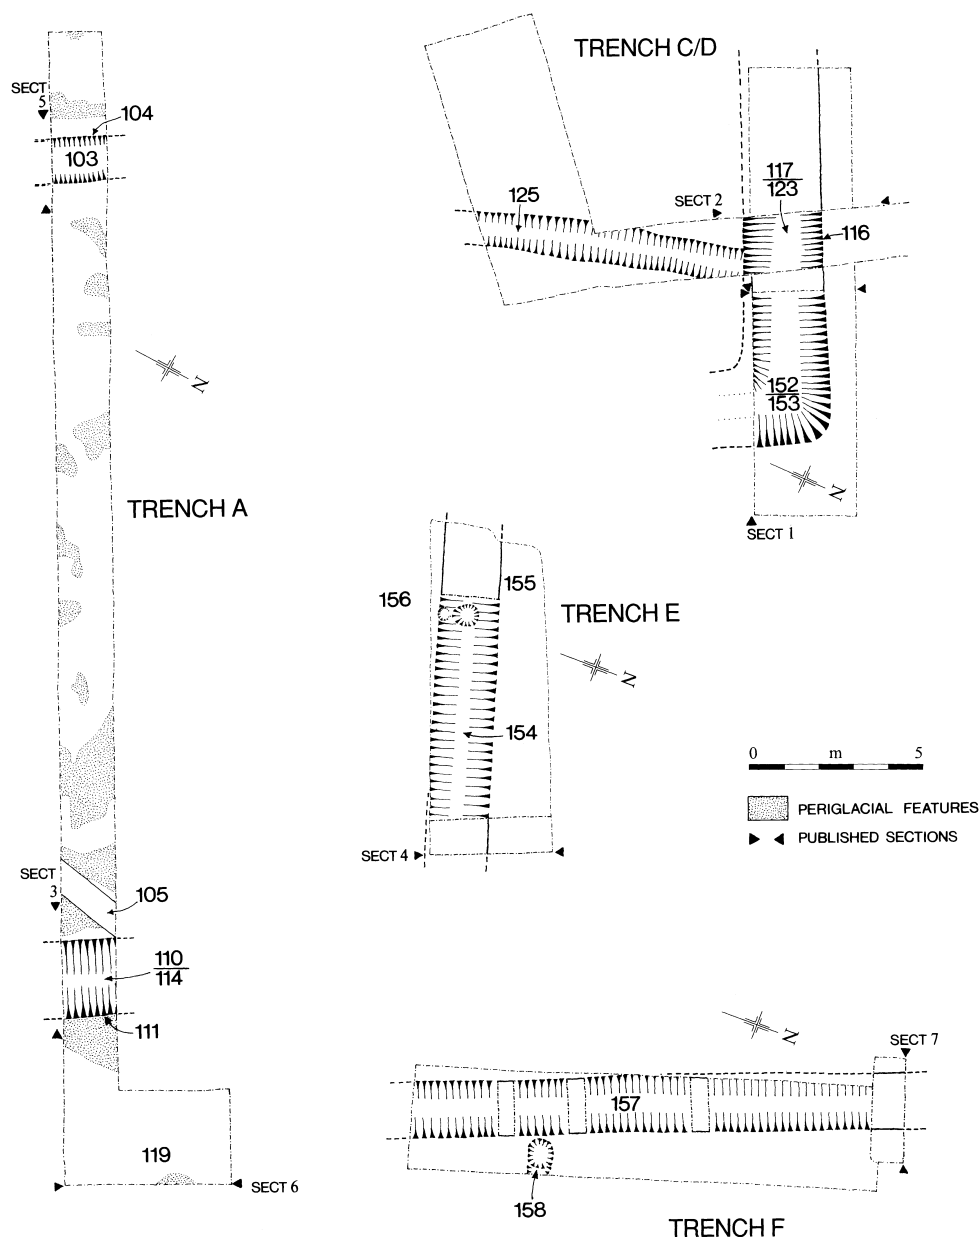 TRENCH C/D
SECT
5
104
103
117
123
SECT 2
125
116
N
152
153
N
SECT 1
TRENCH A
155
156
TRENCH E
N
154
0 m 5
PERIGLACIAL FEATURES
PUBLISHED SECTIONS
SECT 4
SECT
3
105
110
114
111
N
SECT 7
157
119
SECT 6
158
TRENCH F